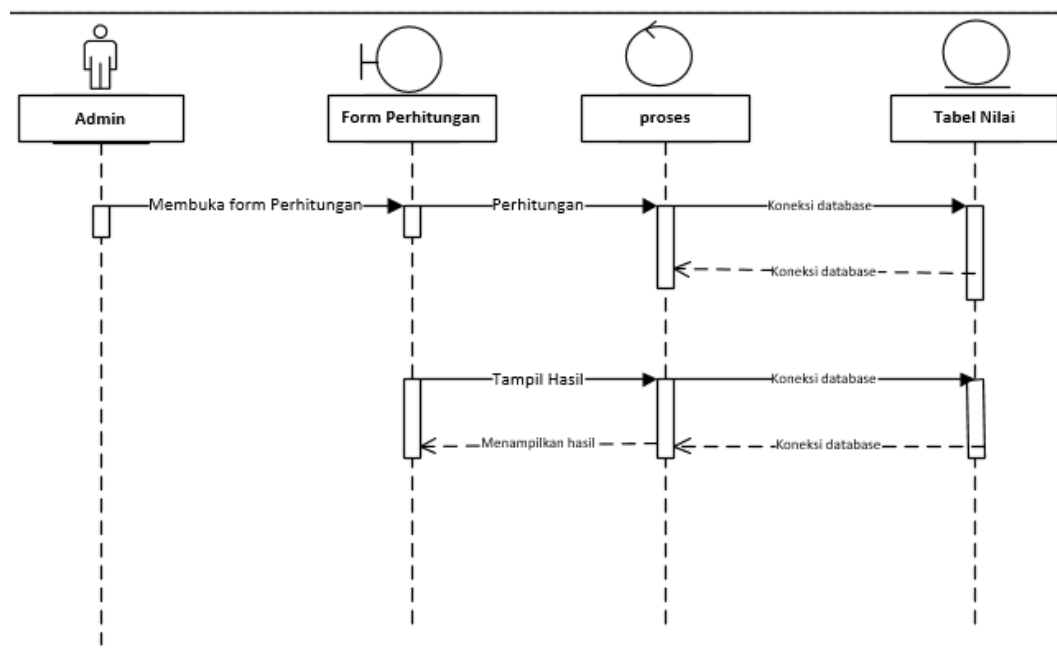 Admin
Form Perhitungan
proses
Tabel Nilai
Membuka form Perhitungan
Perhitungan
Koneksi database
Koneksi database
Tampil Hasil
Koneksi database
Menampilkan hasil
Koneksi database